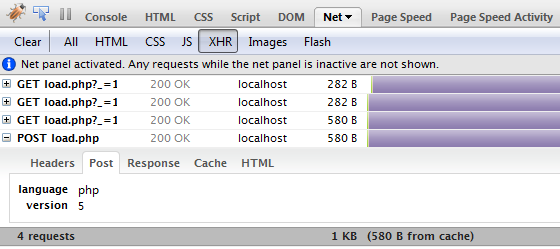 Console HTML CSS Script DOM Net Page Speed Page Speed Activity
Clear All HTML CSS JS XHR Images Flash
Net panel activated. Any requests while the net panel is inactive are not shown.
GET load.php?_=1 200 OK localhost 282 B
GET load.php?_=1 200 OK localhost 282 B
GET load.php?_=1 200 OK localhost 580 B
POST load.php 200 OK localhost 580 B
Headers Post Response Cache HTML
language php
version 5
4 requests 1 KB (580 B from cache)